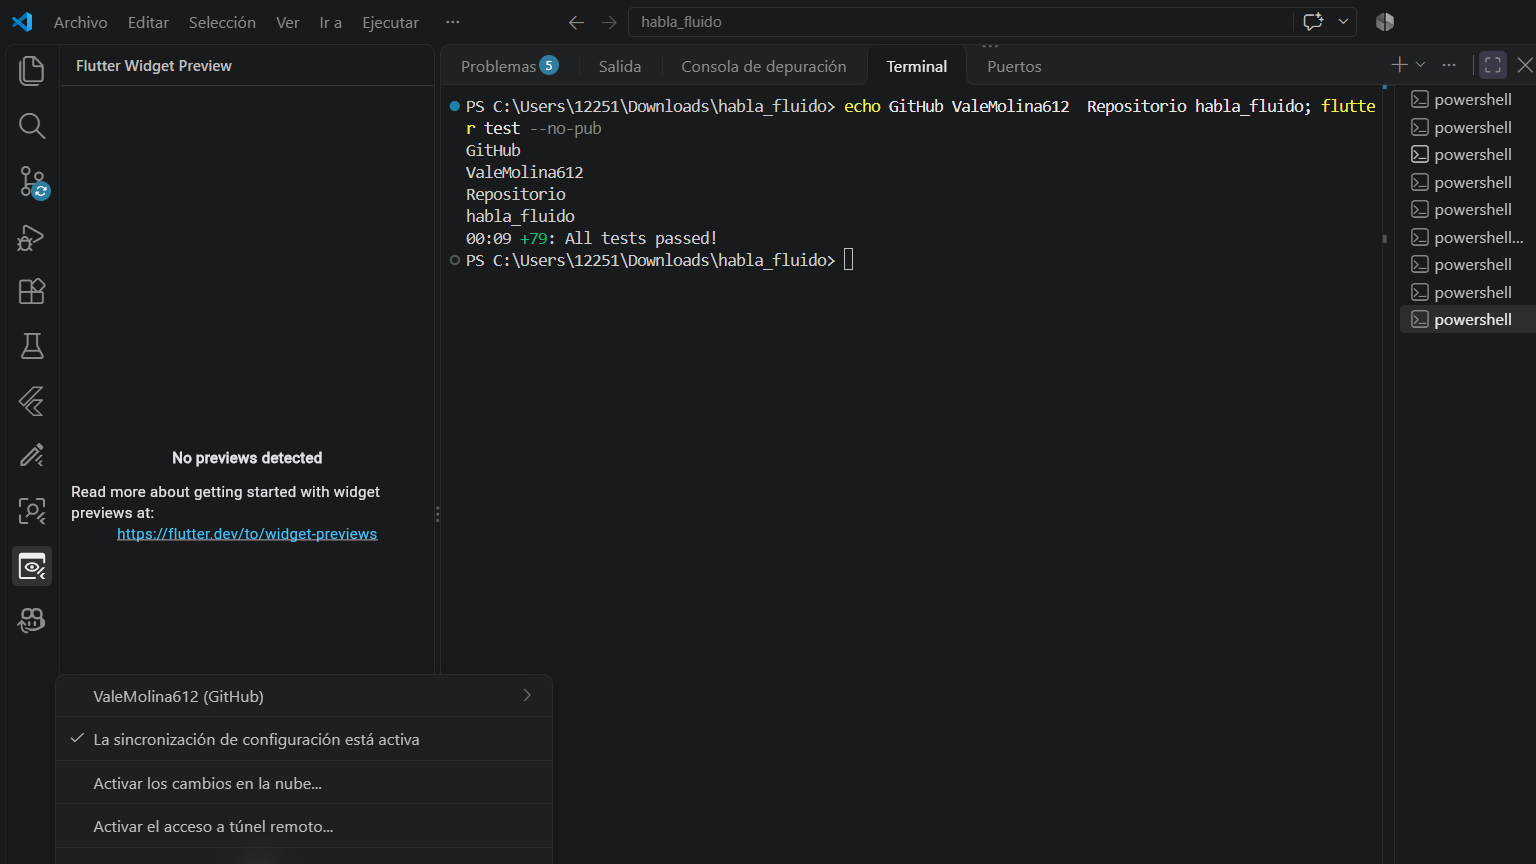 Archivo Editar Selección Ver Ir a Ejecutar ... habla_fluido
Flutter Widget Preview
Problemas 5 Salida Consola de depuración Terminal Puertos
PS C:\Users\12251\Downloads\habla_fluido> echo GitHub ValeMolina612  Repositorio habla_fluido; flutte
r test --no-pub
GitHub
ValeMolina612
Repositorio
habla_fluido
00:09 +79: All tests passed!
PS C:\Users\12251\Downloads\habla_fluido>
powershell
powershell
powershell
powershell
powershell
powershell...
powershell
powershell
powershell
No previews detected
Read more about getting started with widget
previews at:
https://flutter.dev/to/widget-previews
ValeMolina612 (GitHub)
La sincronización de configuración está activa
Activar los cambios en la nube...
Activar el acceso a túnel remoto...